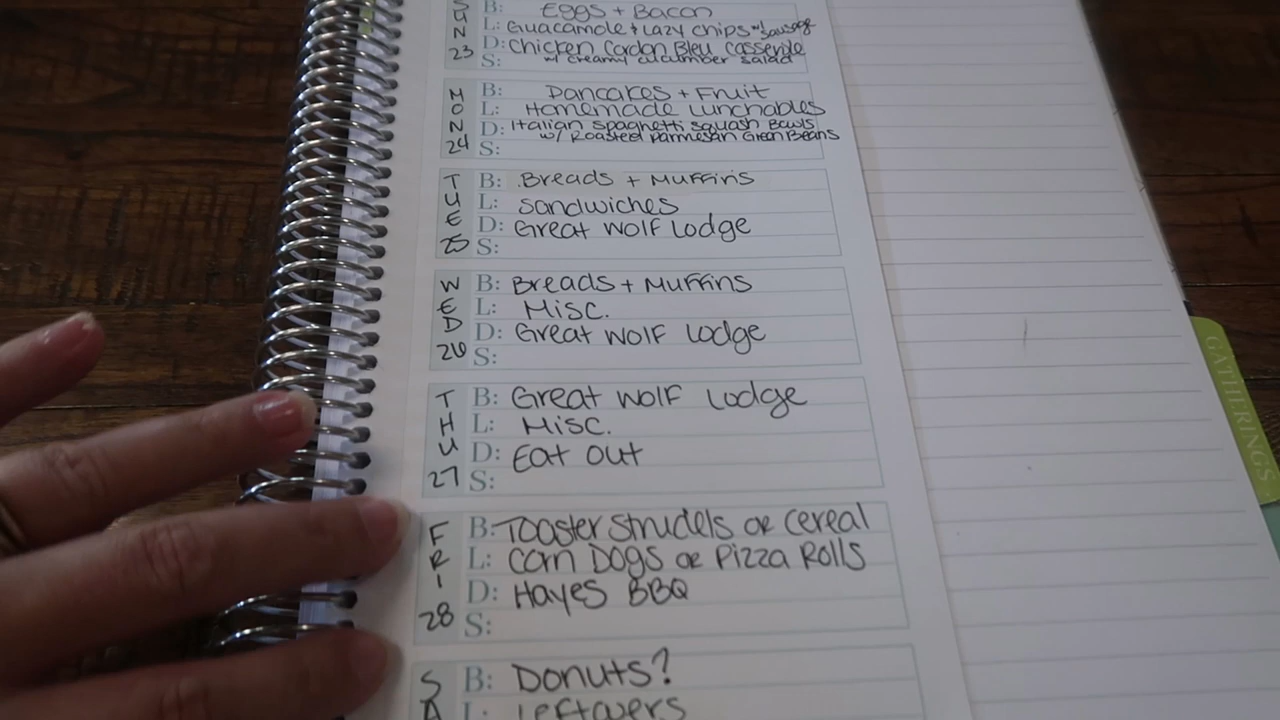 S
U
N
23
B: Eggs + Bacon
L: Guacamole + Lazy Chips w/ Sausage
D: Chicken Cordon Bleu Casserole
w/ creamy cucumber salad
S:
M
O
N
24
B: Pancakes + Fruit
L: Homemade Lunchables
D: Italian Spaghetti Squash Bowls
w/ Roasted Parmesan Green Beans
S:
T
U
E
25
B: Breads + Muffins
L: Sandwiches
D: Great Wolf Lodge
S:
W
E
D
26
B: Breads + Muffins
L: Misc.
D: Great Wolf Lodge
S:
T
H
U
27
B: Great Wolf Lodge
L: Misc.
D: Eat Out
S:
F
R
I
28
B: Toaster Strudels or Cereal
L: Corn Dogs or Pizza Rolls
D: Hayes BBQ
S:
S
A
B: Donuts?
L: Leftovers
GATHERINGS